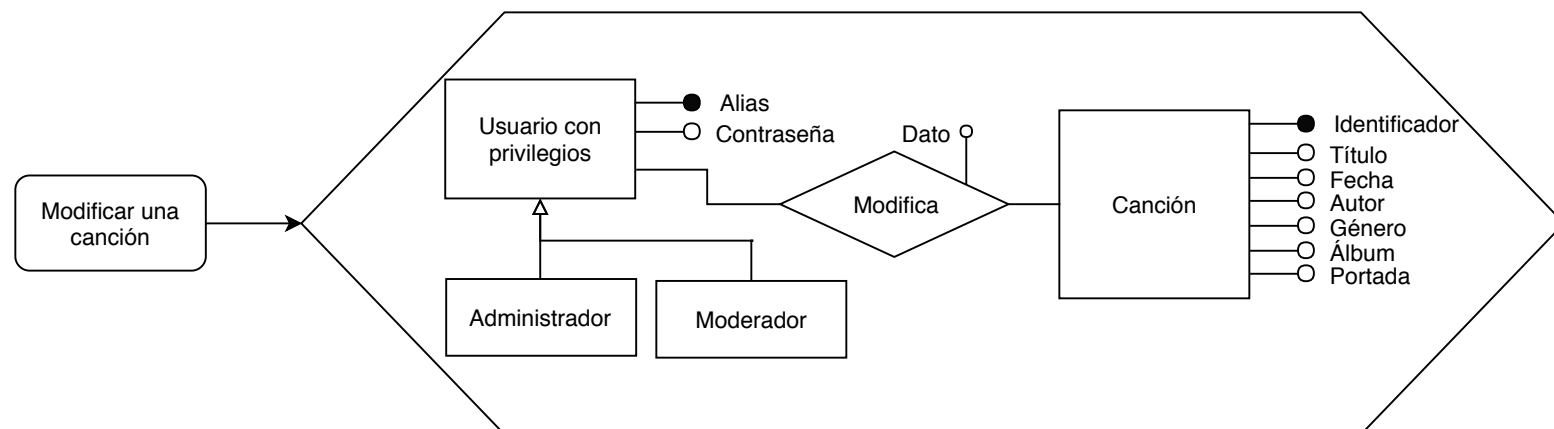 Modificar una
canción
Usuario con
privilegios
Alias
Contraseña
Administrador
Moderador
Dato
Modifica
Canción
Identificador
Título
Fecha
Autor
Género
Álbum
Portada